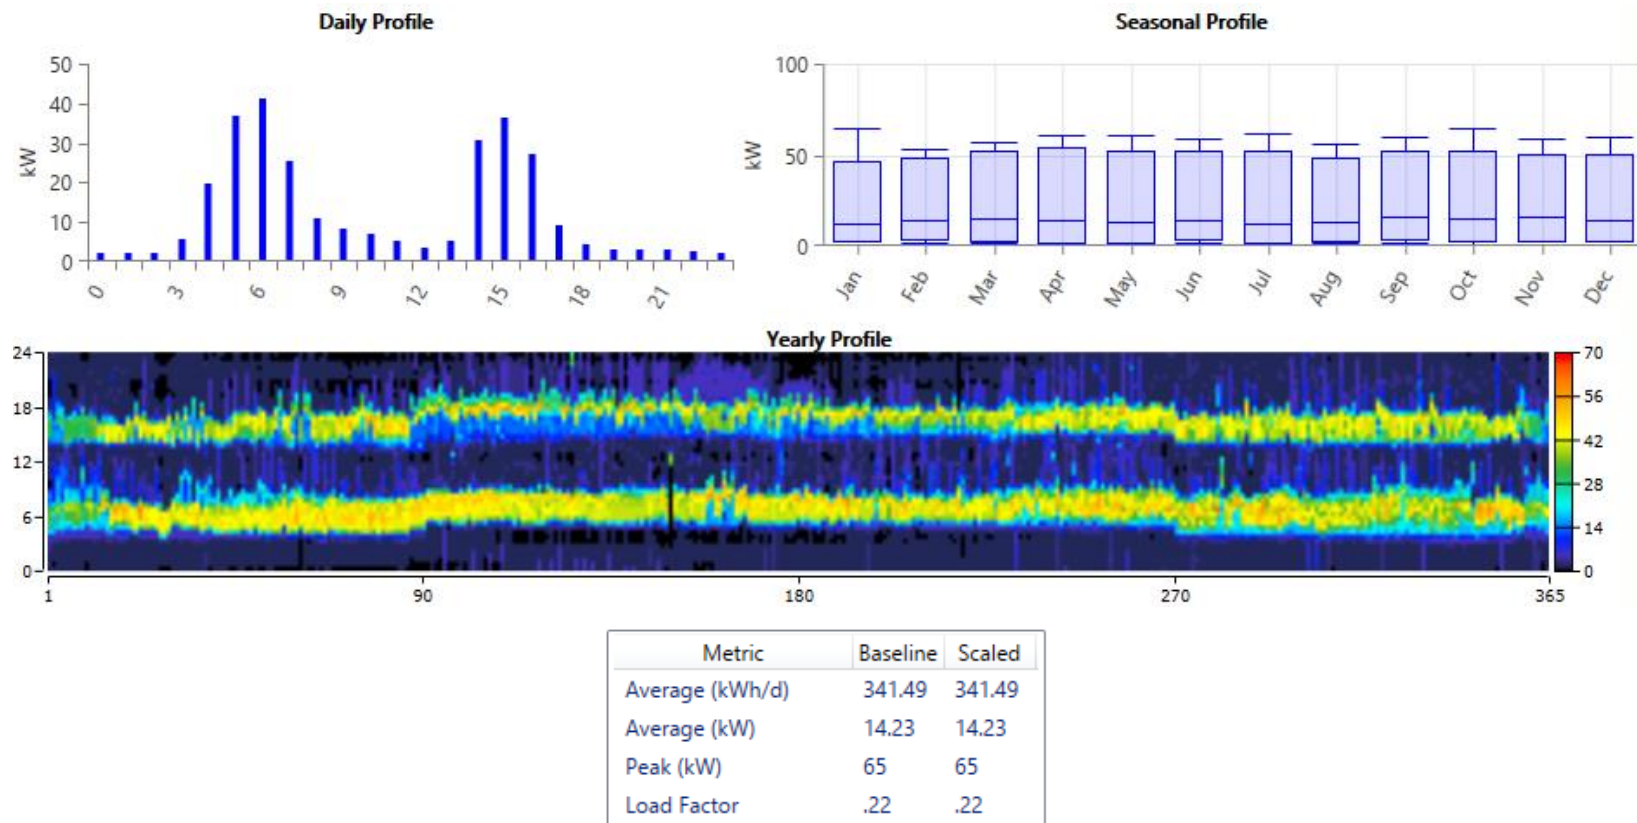 Daily Profile
50
40
30
20
10
0
kW
0 3 6 9 12 15 18 21
Seasonal Profile
100
50
0
kW
Jan Feb Mar Apr May Jun Jul Aug Sep Oct Nov Dec
Yearly Profile
24
18
12
6
0
1 90 180 270 365
70
56
42
28
14
0
Metric Baseline Scaled
Average (kWh/d) 341.49 341.49
Average (kW) 14.23 14.23
Peak (kW) 65 65
Load Factor .22 .22